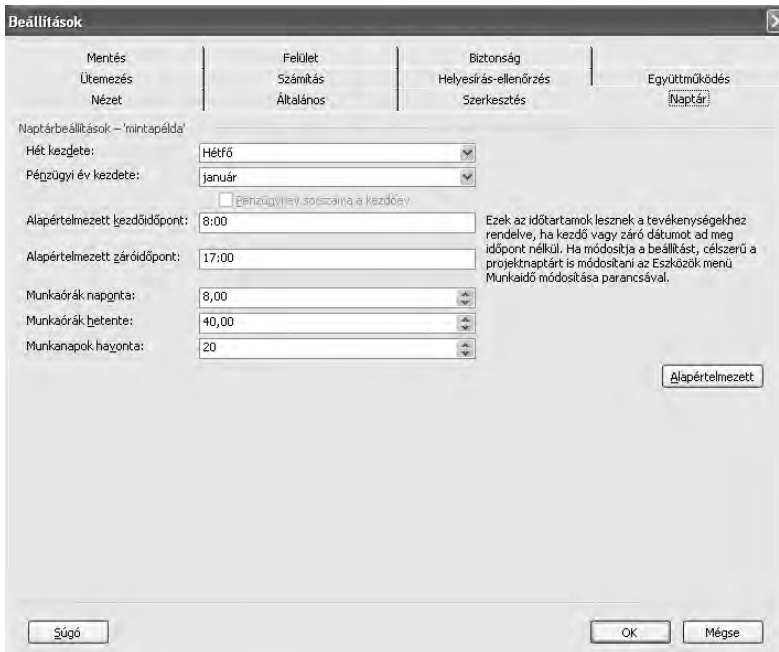 Beállítások
Mentés Felület Biztonság
Ütemezés Számítás Helyesírás-ellenőrzés Együttműködés
Nézet Általános Szerkesztés Naptár
Naptárbeállítások – 'mintapélda'
Hét kezdete: Hétfő
Pénzügyi év kezdete: január
Pénzügyi év sorszáma a kezdőév
Alapértelmezett kezdőidőpont: 8:00
Alapértelmezett záróidőpont: 17:00
Ezek az időtartamok lesznek a tevékenységekhez
rendelve, ha kezdő vagy záró dátumot ad meg
időpont nélkül. Ha módosítja a beállítást, célszerű a
projektnaptárt is módosítani az Eszközök menü
Munkaidő módosítása parancsával.
Munkaórák naponta: 8,00
Munkaórák hetente: 40,00
Munkanapok havonta: 20
Alapértelmezett
Súgó OK Mégse